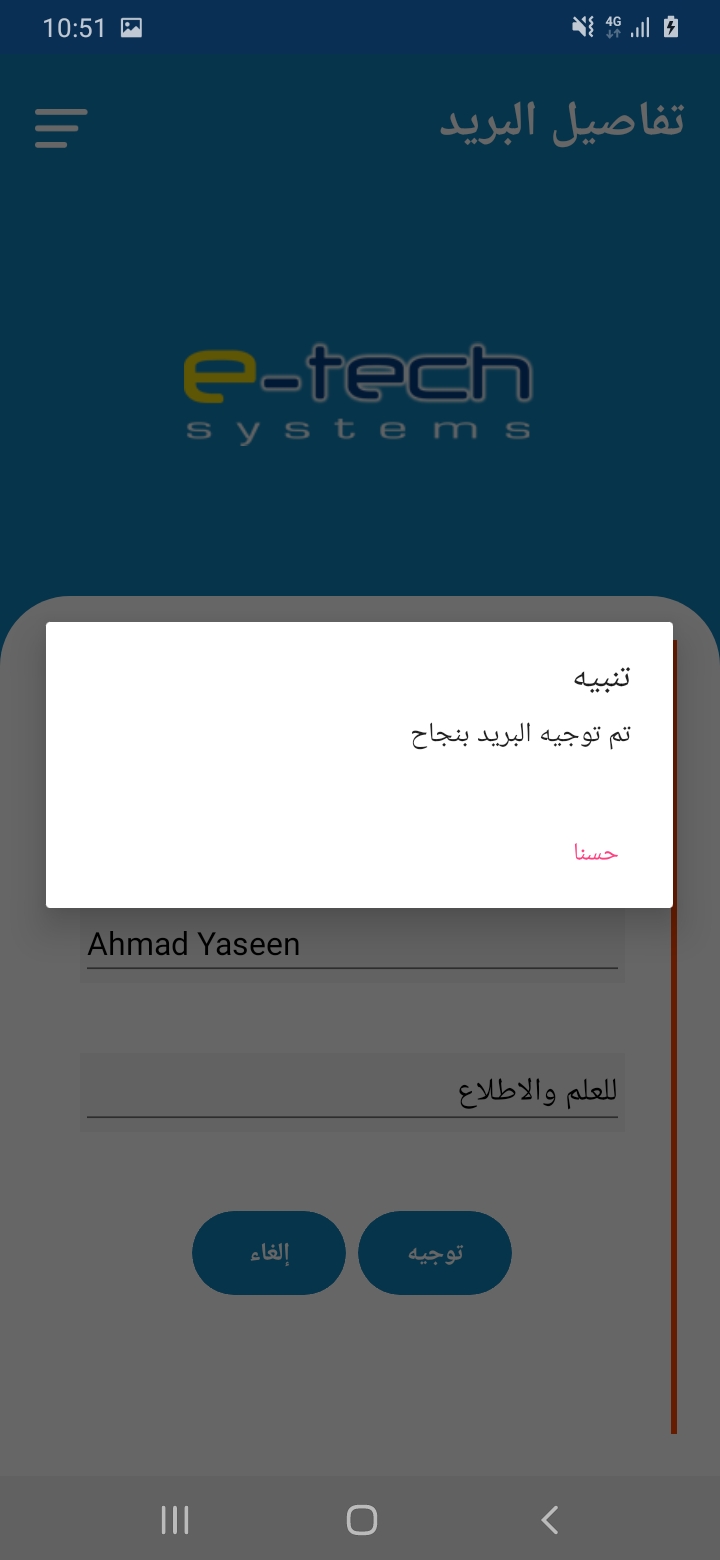 10:51
4G
تفاصيل البريد
e-tech
systems
تنبيه
تم توجيه البريد بنجاح
حسنا
Ahmad Yaseen
للعلم والاطلاع
توجيه
إلغاء